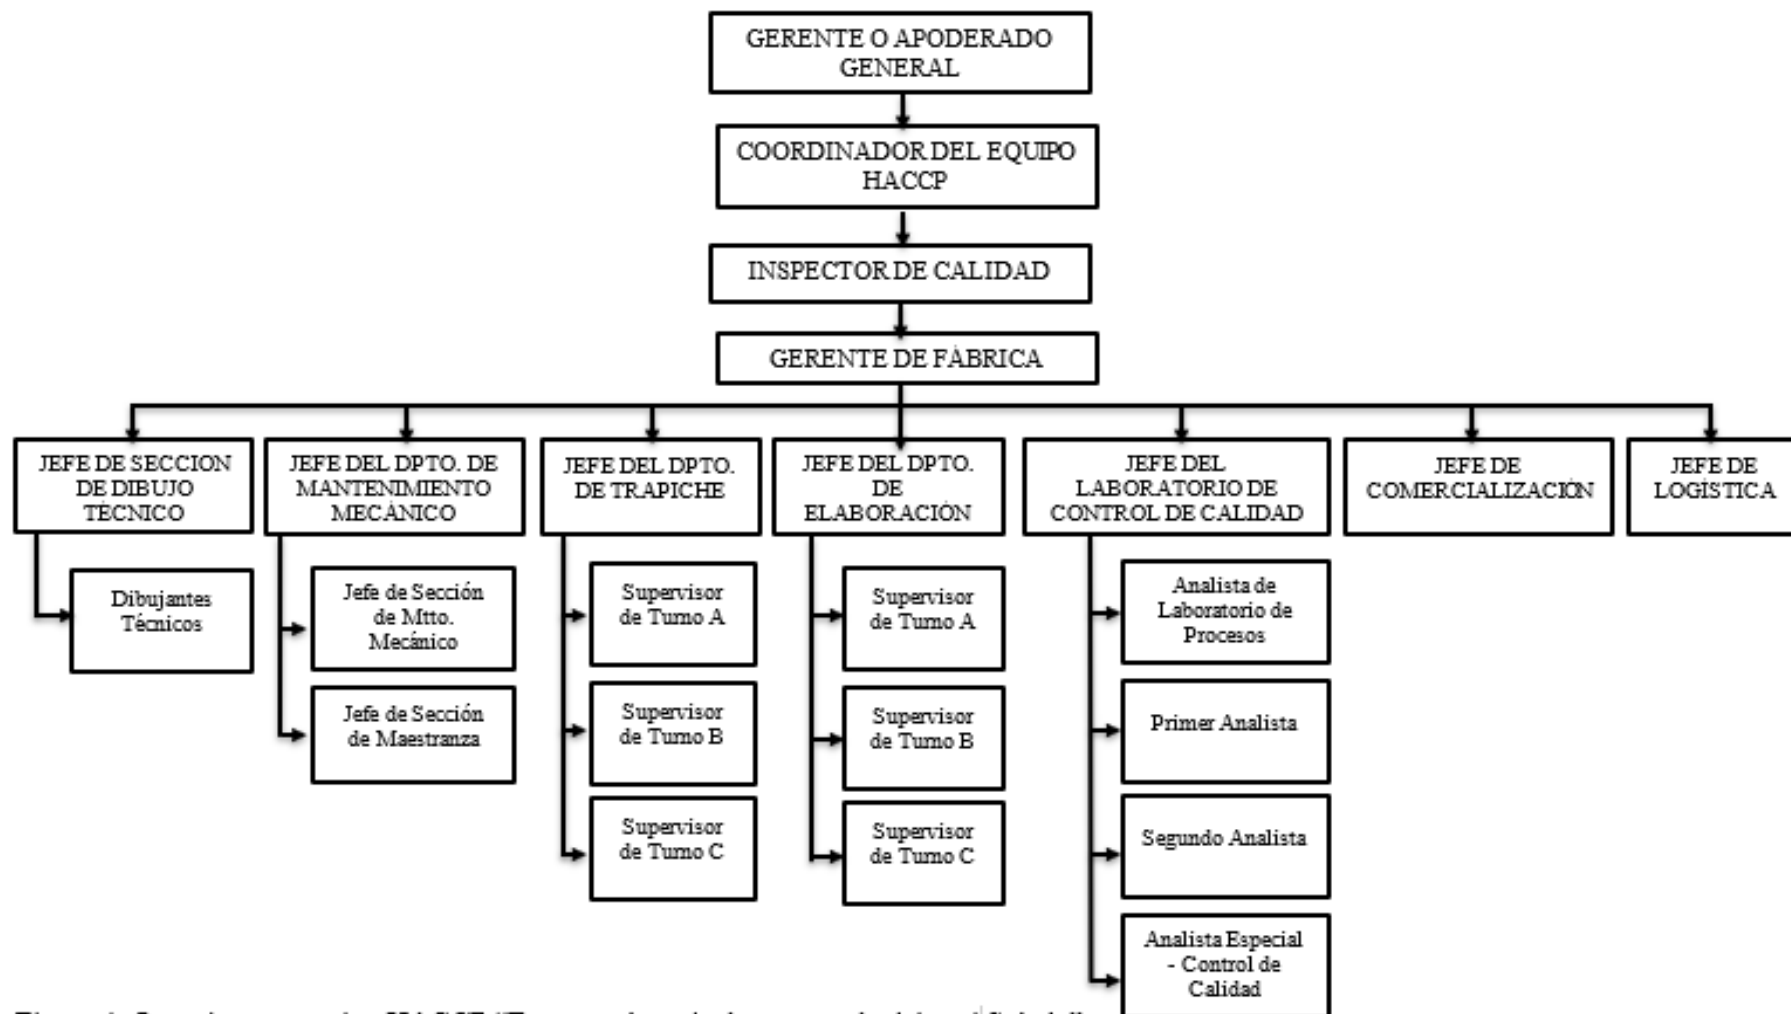 GERENTE O APODERADO
GENERAL
COORDINADOR DEL EQUIPO
HACCP
INSPECTOR DE CALIDAD
GERENTE DE FÁBRICA
JEFE DE SECCION
DE DIBUJO
TÉCNICO
JEFE DEL DPTO. DE
MANTENIMIENTO
MECÁNICO
JEFE DEL DPTO.
DE TRAPICHE
JEFE DEL DPTO.
DE
ELABORACIÓN
JEFE DEL
LABORATORIO DE
CONTROL DE CALIDAD
JEFE DE
COMERCIALIZACIÓN
JEFE DE
LOGÍSTICA
Dibujantes
Técnicos
Jefe de Sección
de Mtto.
Mecánico
Jefe de Sección
de Maestranza
Supervisor
de Turno A
Supervisor
de Turno B
Supervisor
de Turno C
Supervisor
de Turno A
Supervisor
de Turno B
Supervisor
de Turno C
Analista de
Laboratorio de
Procesos
Primer Analista
Segundo Analista
Analista Especial
- Control de
Calidad